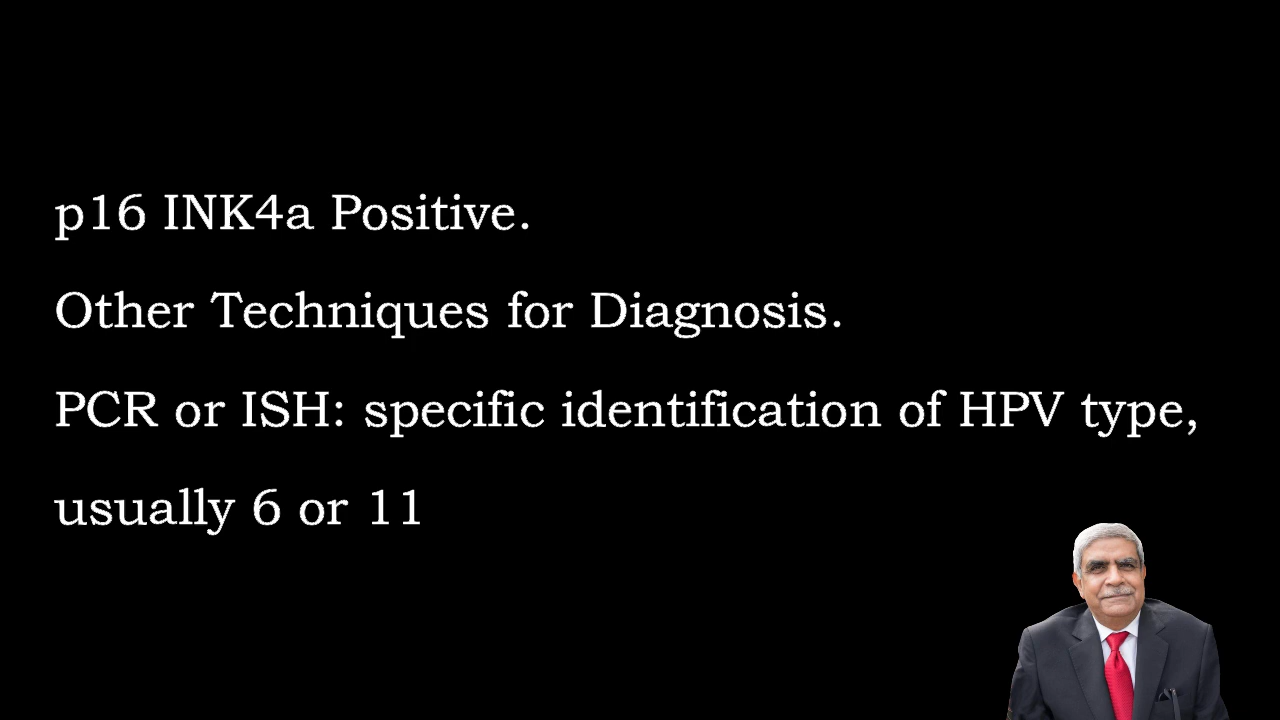 p16 INK4a Positive.
Other Techniques for Diagnosis.
PCR or ISH: specific identification of HPV type,
usually 6 or 11